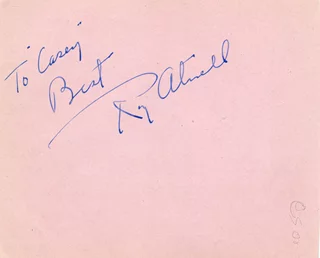 To "Casey"
Best
Roy Atwell